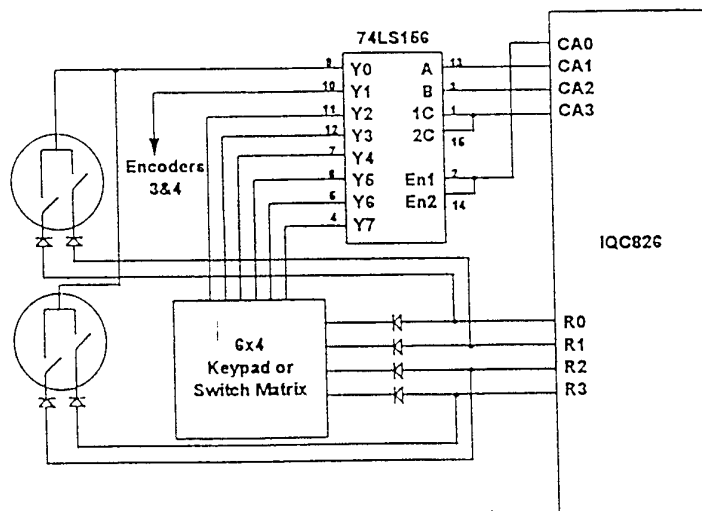 74LS156
9 Y0 A 13 CA0
10 Y1 B 3 CA1
11 Y2 1C 1 CA2
12 Y3 2C 15 CA3
7 Y4
6 Y5 En1 2
5 Y6 En2 14
4 Y7
Encoders
3&4
IQC826
6x4
Keypad or
Switch Matrix
R0
R1
R2
R3